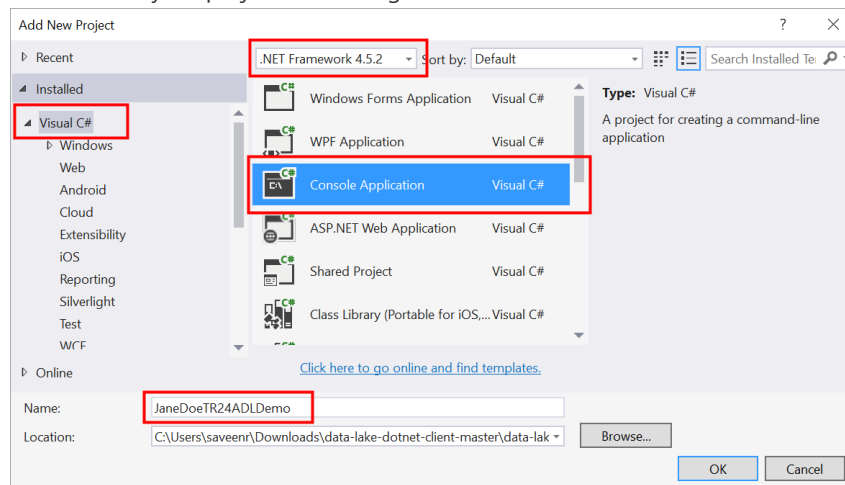 Add New Project ? ×
Recent
.NET Framework 4.5.2 Sort by: Default
Search Installed Te
Installed
Visual C#
Windows
Web
Android
Cloud
Extensibility
iOS
Reporting
Silverlight
Test
WCF
Online
Windows Forms Application Visual C#
WPF Application Visual C#
Console Application Visual C#
ASP.NET Web Application Visual C#
Shared Project Visual C#
Class Library (Portable for iOS,... Visual C#
Type: Visual C#
A project for creating a command-line
application
Click here to go online and find templates.
Name: JaneDoeTR24ADLDemo
Location: C:\Users\saveenr\Downloads\data-lake-dotnet-client-master\data-lak
Browse...
OK Cancel